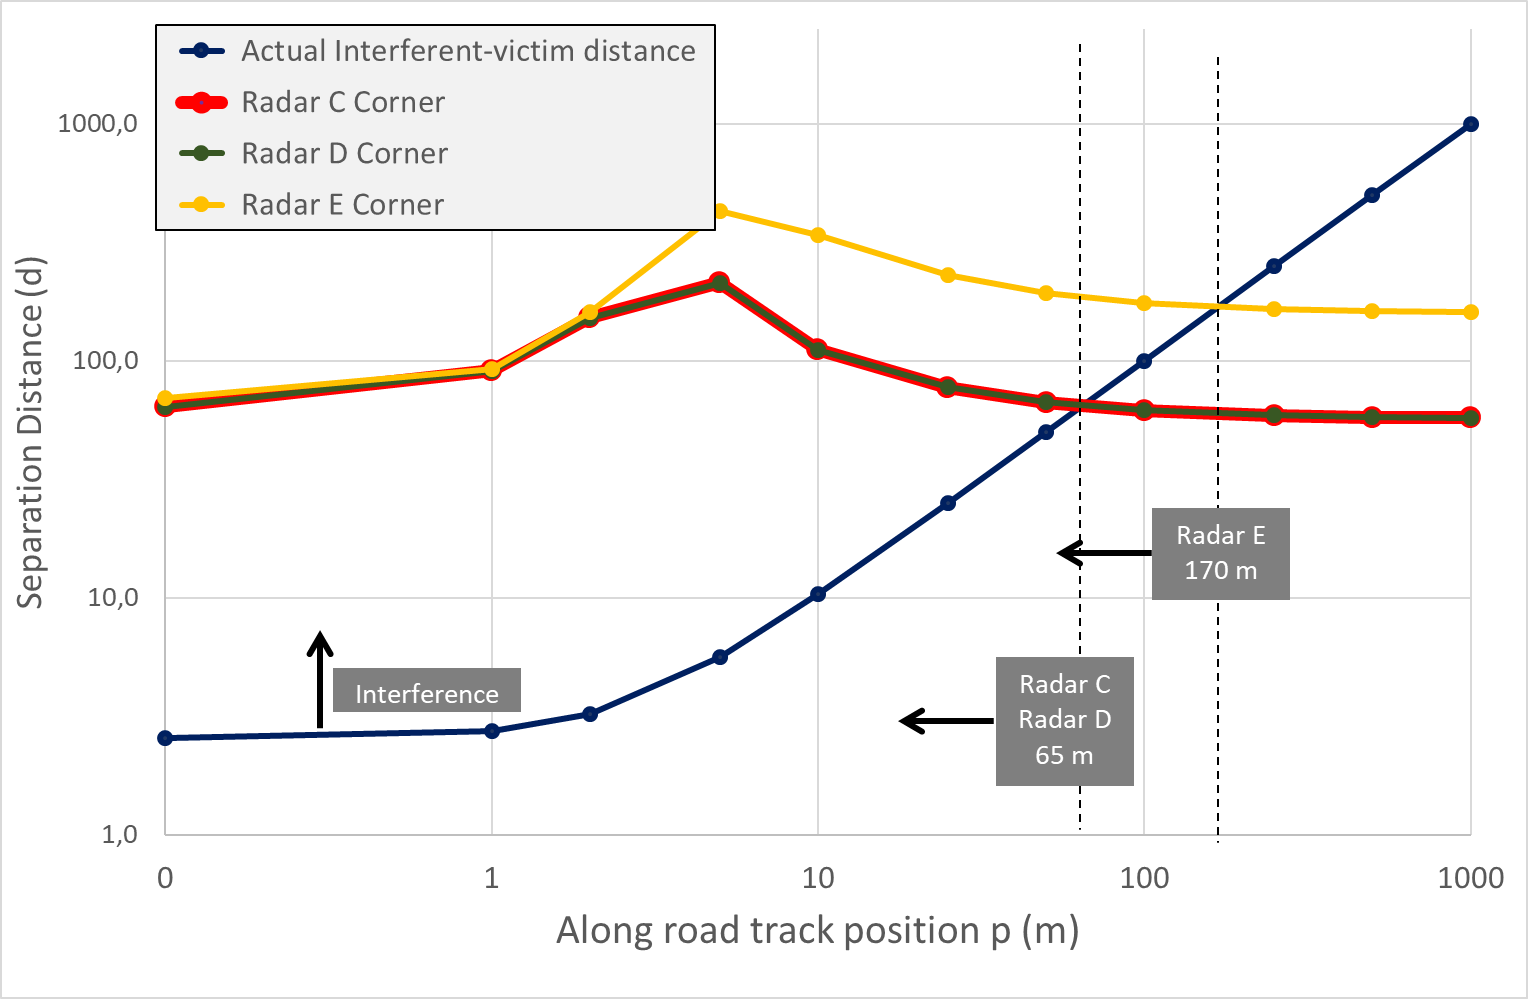 Actual Interferent-victim distance
Radar C Corner
Radar D Corner
Radar E Corner
Separation Distance (d)
1000,0
100,0
10,0
1,0
Radar E
170 m
Interference
Radar C
Radar D
65 m
0
1
10
100
1000
Along road track position p (m)